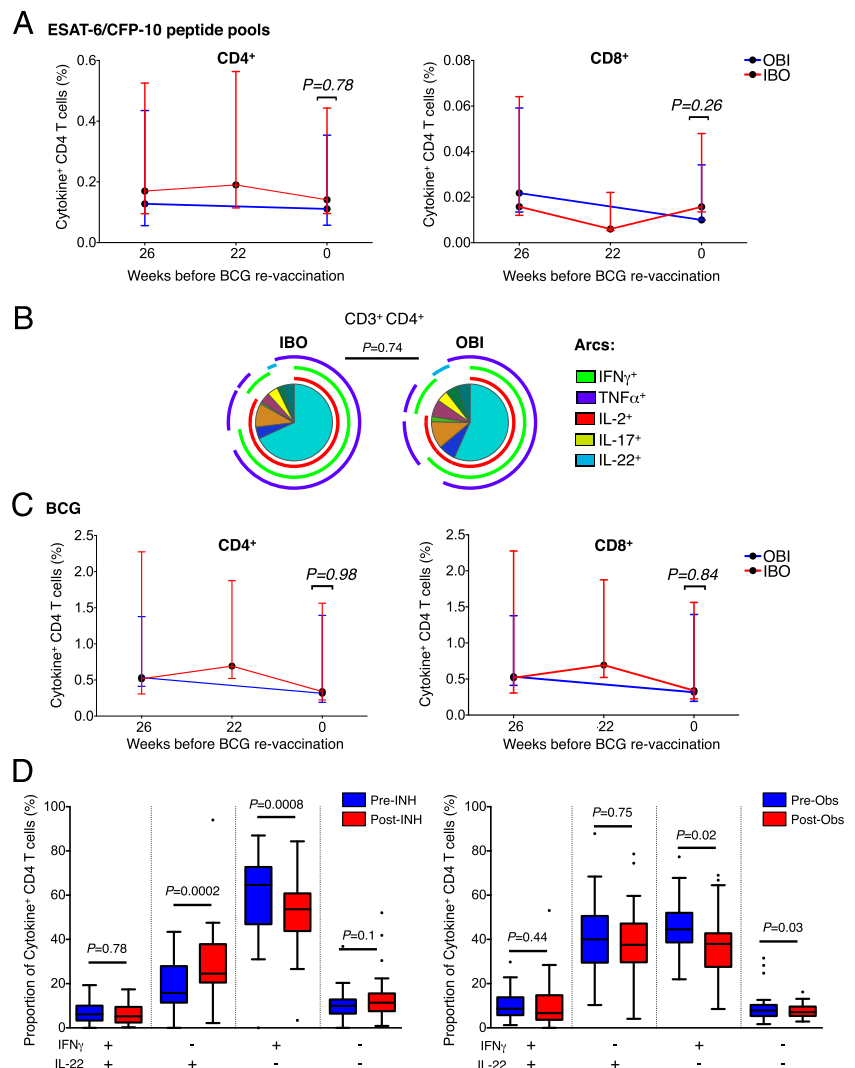 A ESAT-6/CFP-10 peptide pools
CD4+
Cytokine+ CD4 T cells (%)
0.6
0.4
0.2
0.0
P=0.78
26 22 0
Weeks before BCG re-vaccination
CD8+
Cytokine+ CD4 T cells (%)
0.08
0.06
0.04
0.02
0.00
P=0.26
26 22 0
Weeks before BCG re-vaccination
OBI
IBO
B
CD3+ CD4+
IBO OBI
P=0.74
Arcs:
IFNγ+
TNFα+
IL-2+
IL-17+
IL-22+
C BCG
CD4+
Cytokine+ CD4 T cells (%)
2.5
2.0
1.5
1.0
0.5
0.0
P=0.98
26 22 0
Weeks before BCG re-vaccination
CD8+
Cytokine+ CD4 T cells (%)
2.5
2.0
1.5
1.0
0.5
0.0
P=0.84
26 22 0
Weeks before BCG re-vaccination
OBI
IBO
D
Proportion of Cytokine+ CD4 T cells (%)
100
80
60
40
20
0
Pre-INH
Post-INH
P=0.78
P=0.0002
P=0.0008
P=0.1
IFNγ + - + -
IL-22 + + - -
Proportion of Cytokine+ CD4 T cells (%)
100
80
60
40
20
0
Pre-Obs
Post-Obs
P=0.44
P=0.75
P=0.02
P=0.03
IFNγ + - + -
IL-22 + + - -